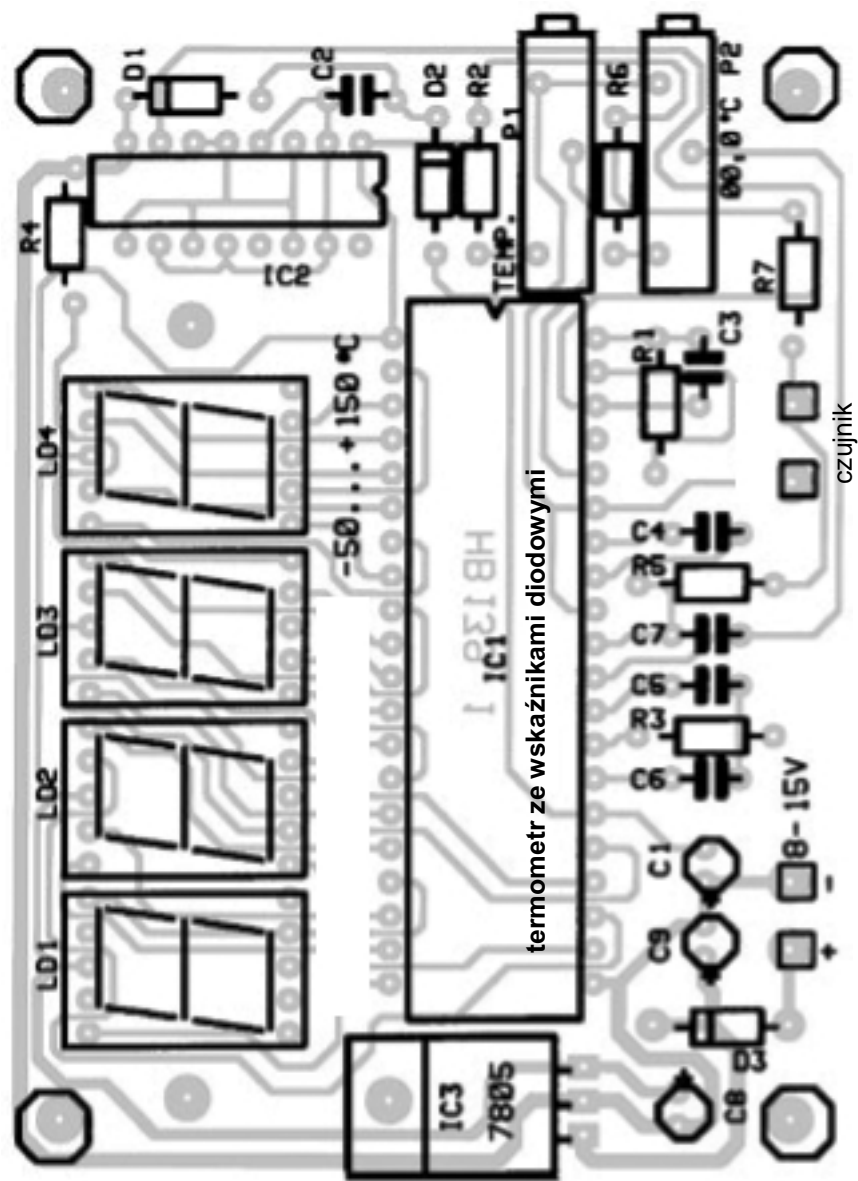 D1
C2
D2
R2
P1
R6
P2
00,0°C
R4
IC2
TEMP.
R7
R1
C3
LD4
-50...+150°C
czujnik
C4
R5
LD3
HB139.1
IC1
termometr ze wskaźnikami diodowymi
C7
C6
R3
LD2
C6
8-15V
C1
-
C9
+
LD1
D3
IC3
7805
C8